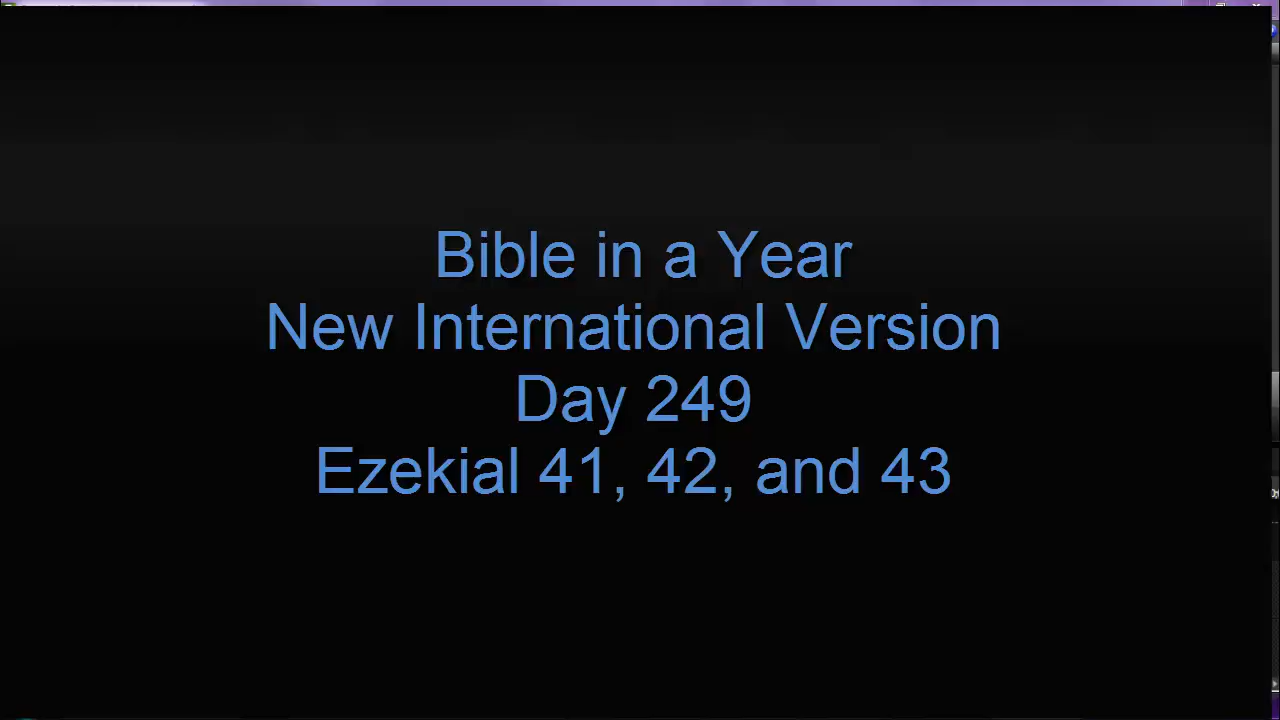 Bible in a Year
New International Version
Day 249
Ezekial 41, 42, and 43